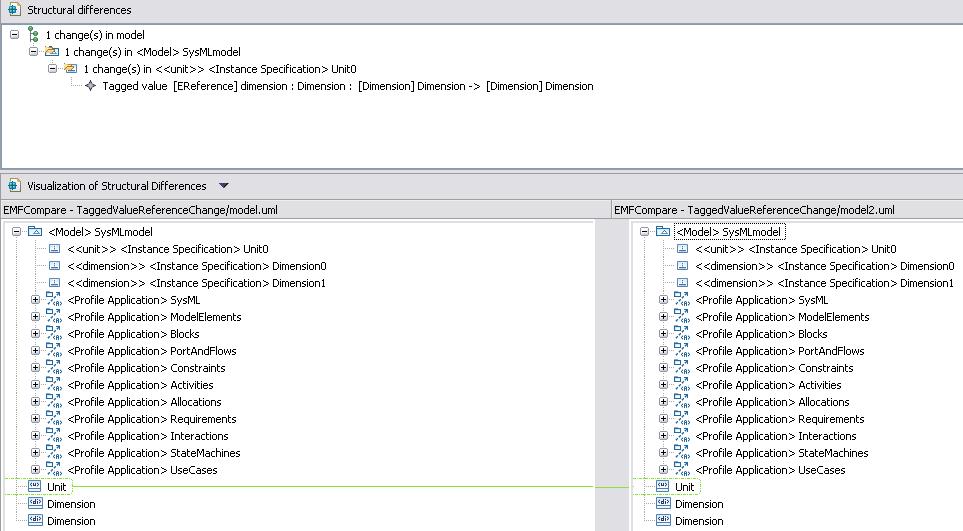 Structural differences
1 change(s) in model
1 change(s) in <Model> SysMLmodel
1 change(s) in <<unit>> <Instance Specification> Unit0
Tagged value [EReference] dimension : Dimension : [Dimension] Dimension -> [Dimension] Dimension
Visualization of Structural Differences
EMFCompare - TaggedValueReferenceChange/model.uml
<Model> SysMLmodel
<<unit>> <Instance Specification> Unit0
<<dimension>> <Instance Specification> Dimension0
<<dimension>> <Instance Specification> Dimension1
<Profile Application> SysML
<Profile Application> ModelElements
<Profile Application> Blocks
<Profile Application> PortAndFlows
<Profile Application> Constraints
<Profile Application> Activities
<Profile Application> Allocations
<Profile Application> Requirements
<Profile Application> Interactions
<Profile Application> StateMachines
<Profile Application> UseCases
Unit
Dimension
Dimension
EMFCompare - TaggedValueReferenceChange/model2.uml
<Model> SysMLmodel
<<unit>> <Instance Specification> Unit0
<<dimension>> <Instance Specification> Dimension0
<<dimension>> <Instance Specification> Dimension1
<Profile Application> SysML
<Profile Application> ModelElements
<Profile Application> Blocks
<Profile Application> PortAndFlows
<Profile Application> Constraints
<Profile Application> Activities
<Profile Application> Allocations
<Profile Application> Requirements
<Profile Application> Interactions
<Profile Application> StateMachines
<Profile Application> UseCases
Unit
Dimension
Dimension